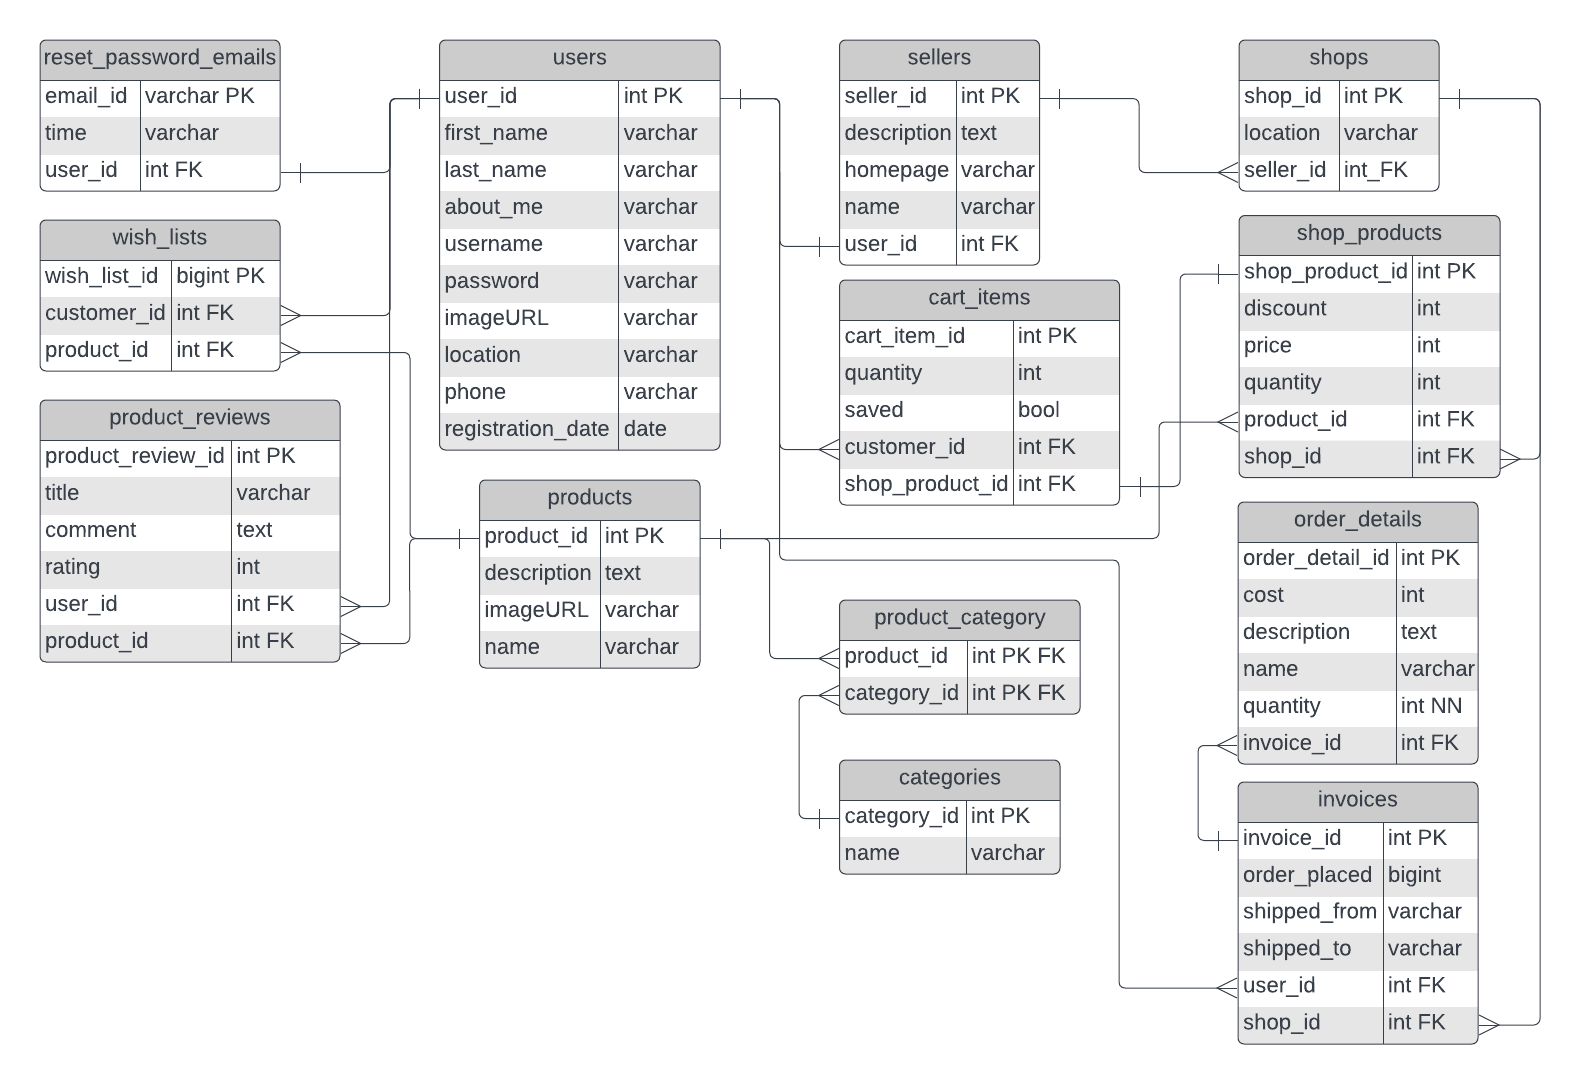 reset_password_emails
email_id varchar PK
time varchar
user_id int FK
wish_lists
wish_list_id bigint PK
customer_id int FK
product_id int FK
product_reviews
product_review_id int PK
title varchar
comment text
rating int
user_id int FK
product_id int FK
users
user_id int PK
first_name varchar
last_name varchar
about_me varchar
username varchar
password varchar
imageURL varchar
location varchar
phone varchar
registration_date date
products
product_id int PK
description text
imageURL varchar
name varchar
sellers
seller_id int PK
description text
homepage varchar
name varchar
user_id int FK
cart_items
cart_item_id int PK
quantity int
saved bool
customer_id int FK
shop_product_id int FK
product_category
product_id int PK FK
category_id int PK FK
categories
category_id int PK
name varchar
shops
shop_id int PK
location varchar
seller_id int_FK
shop_products
shop_product_id int PK
discount int
price int
quantity int
product_id int FK
shop_id int FK
order_details
order_detail_id int PK
cost int
description text
name varchar
quantity int NN
invoice_id int FK
invoices
invoice_id int PK
order_placed bigint
shipped_from varchar
shipped_to varchar
user_id int FK
shop_id int FK